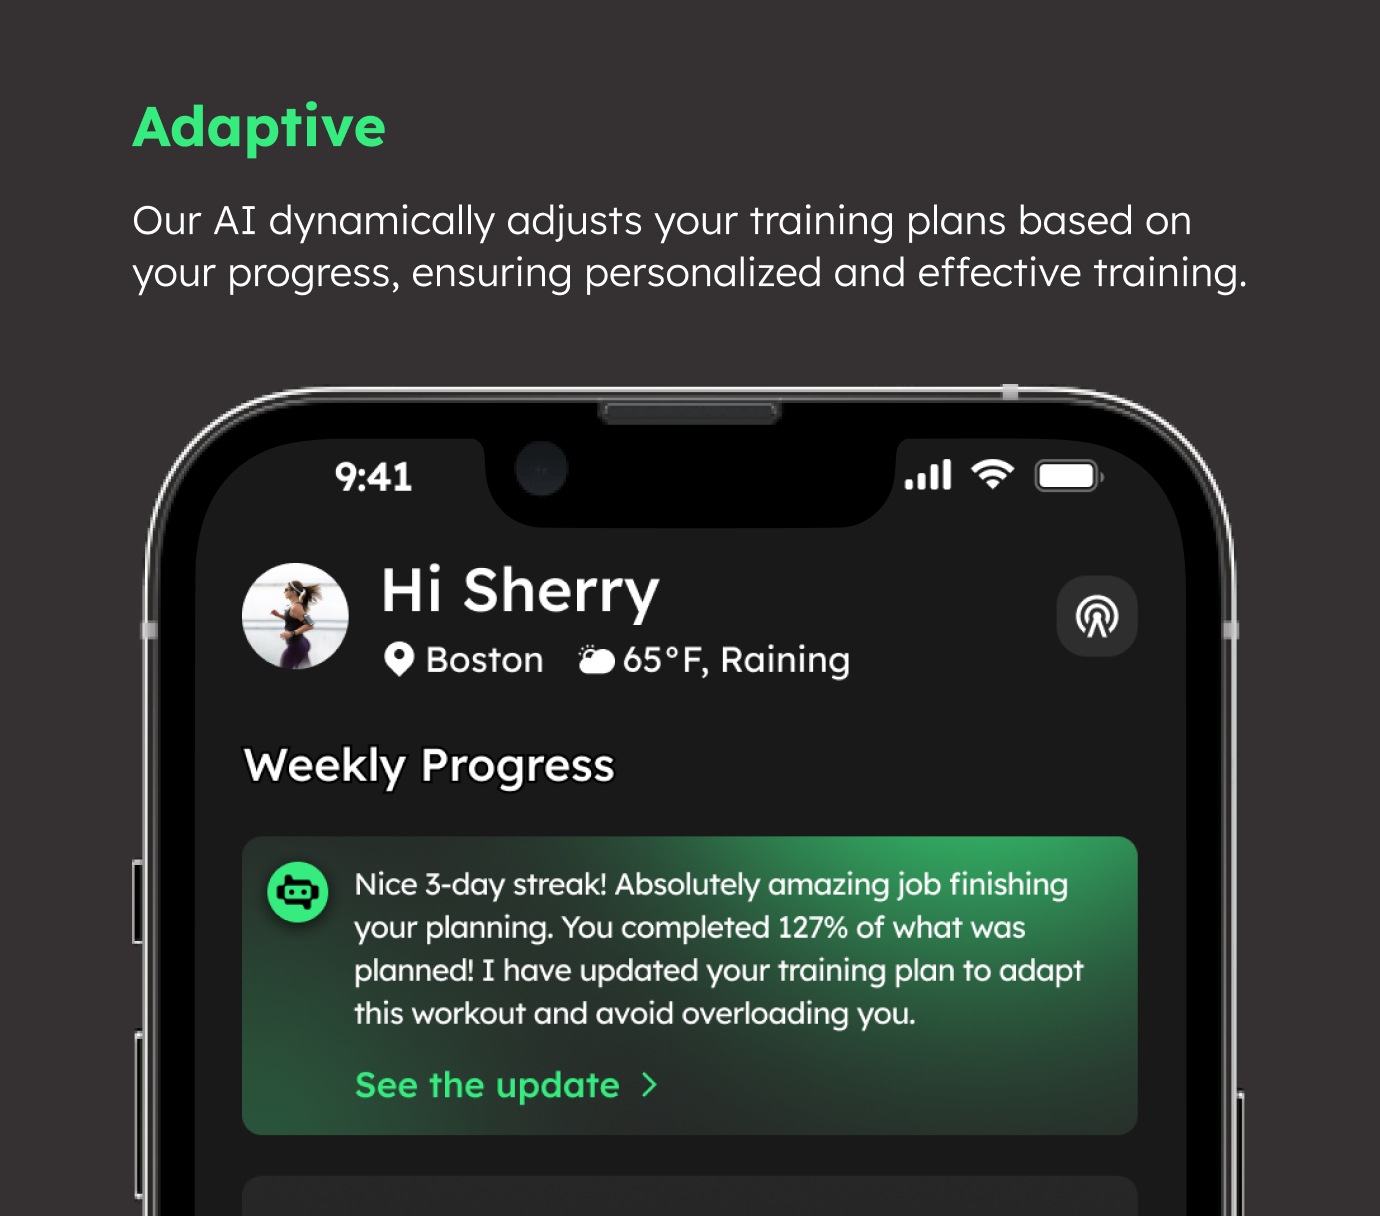 Adaptive
Our AI dynamically adjusts your training plans based on
your progress, ensuring personalized and effective training.
9:41
Hi Sherry
Boston 65°F, Raining
Weekly Progress
Nice 3-day streak! Absolutely amazing job finishing
your planning. You completed 127% of what was
planned! I have updated your training plan to adapt
this workout and avoid overloading you.
See the update